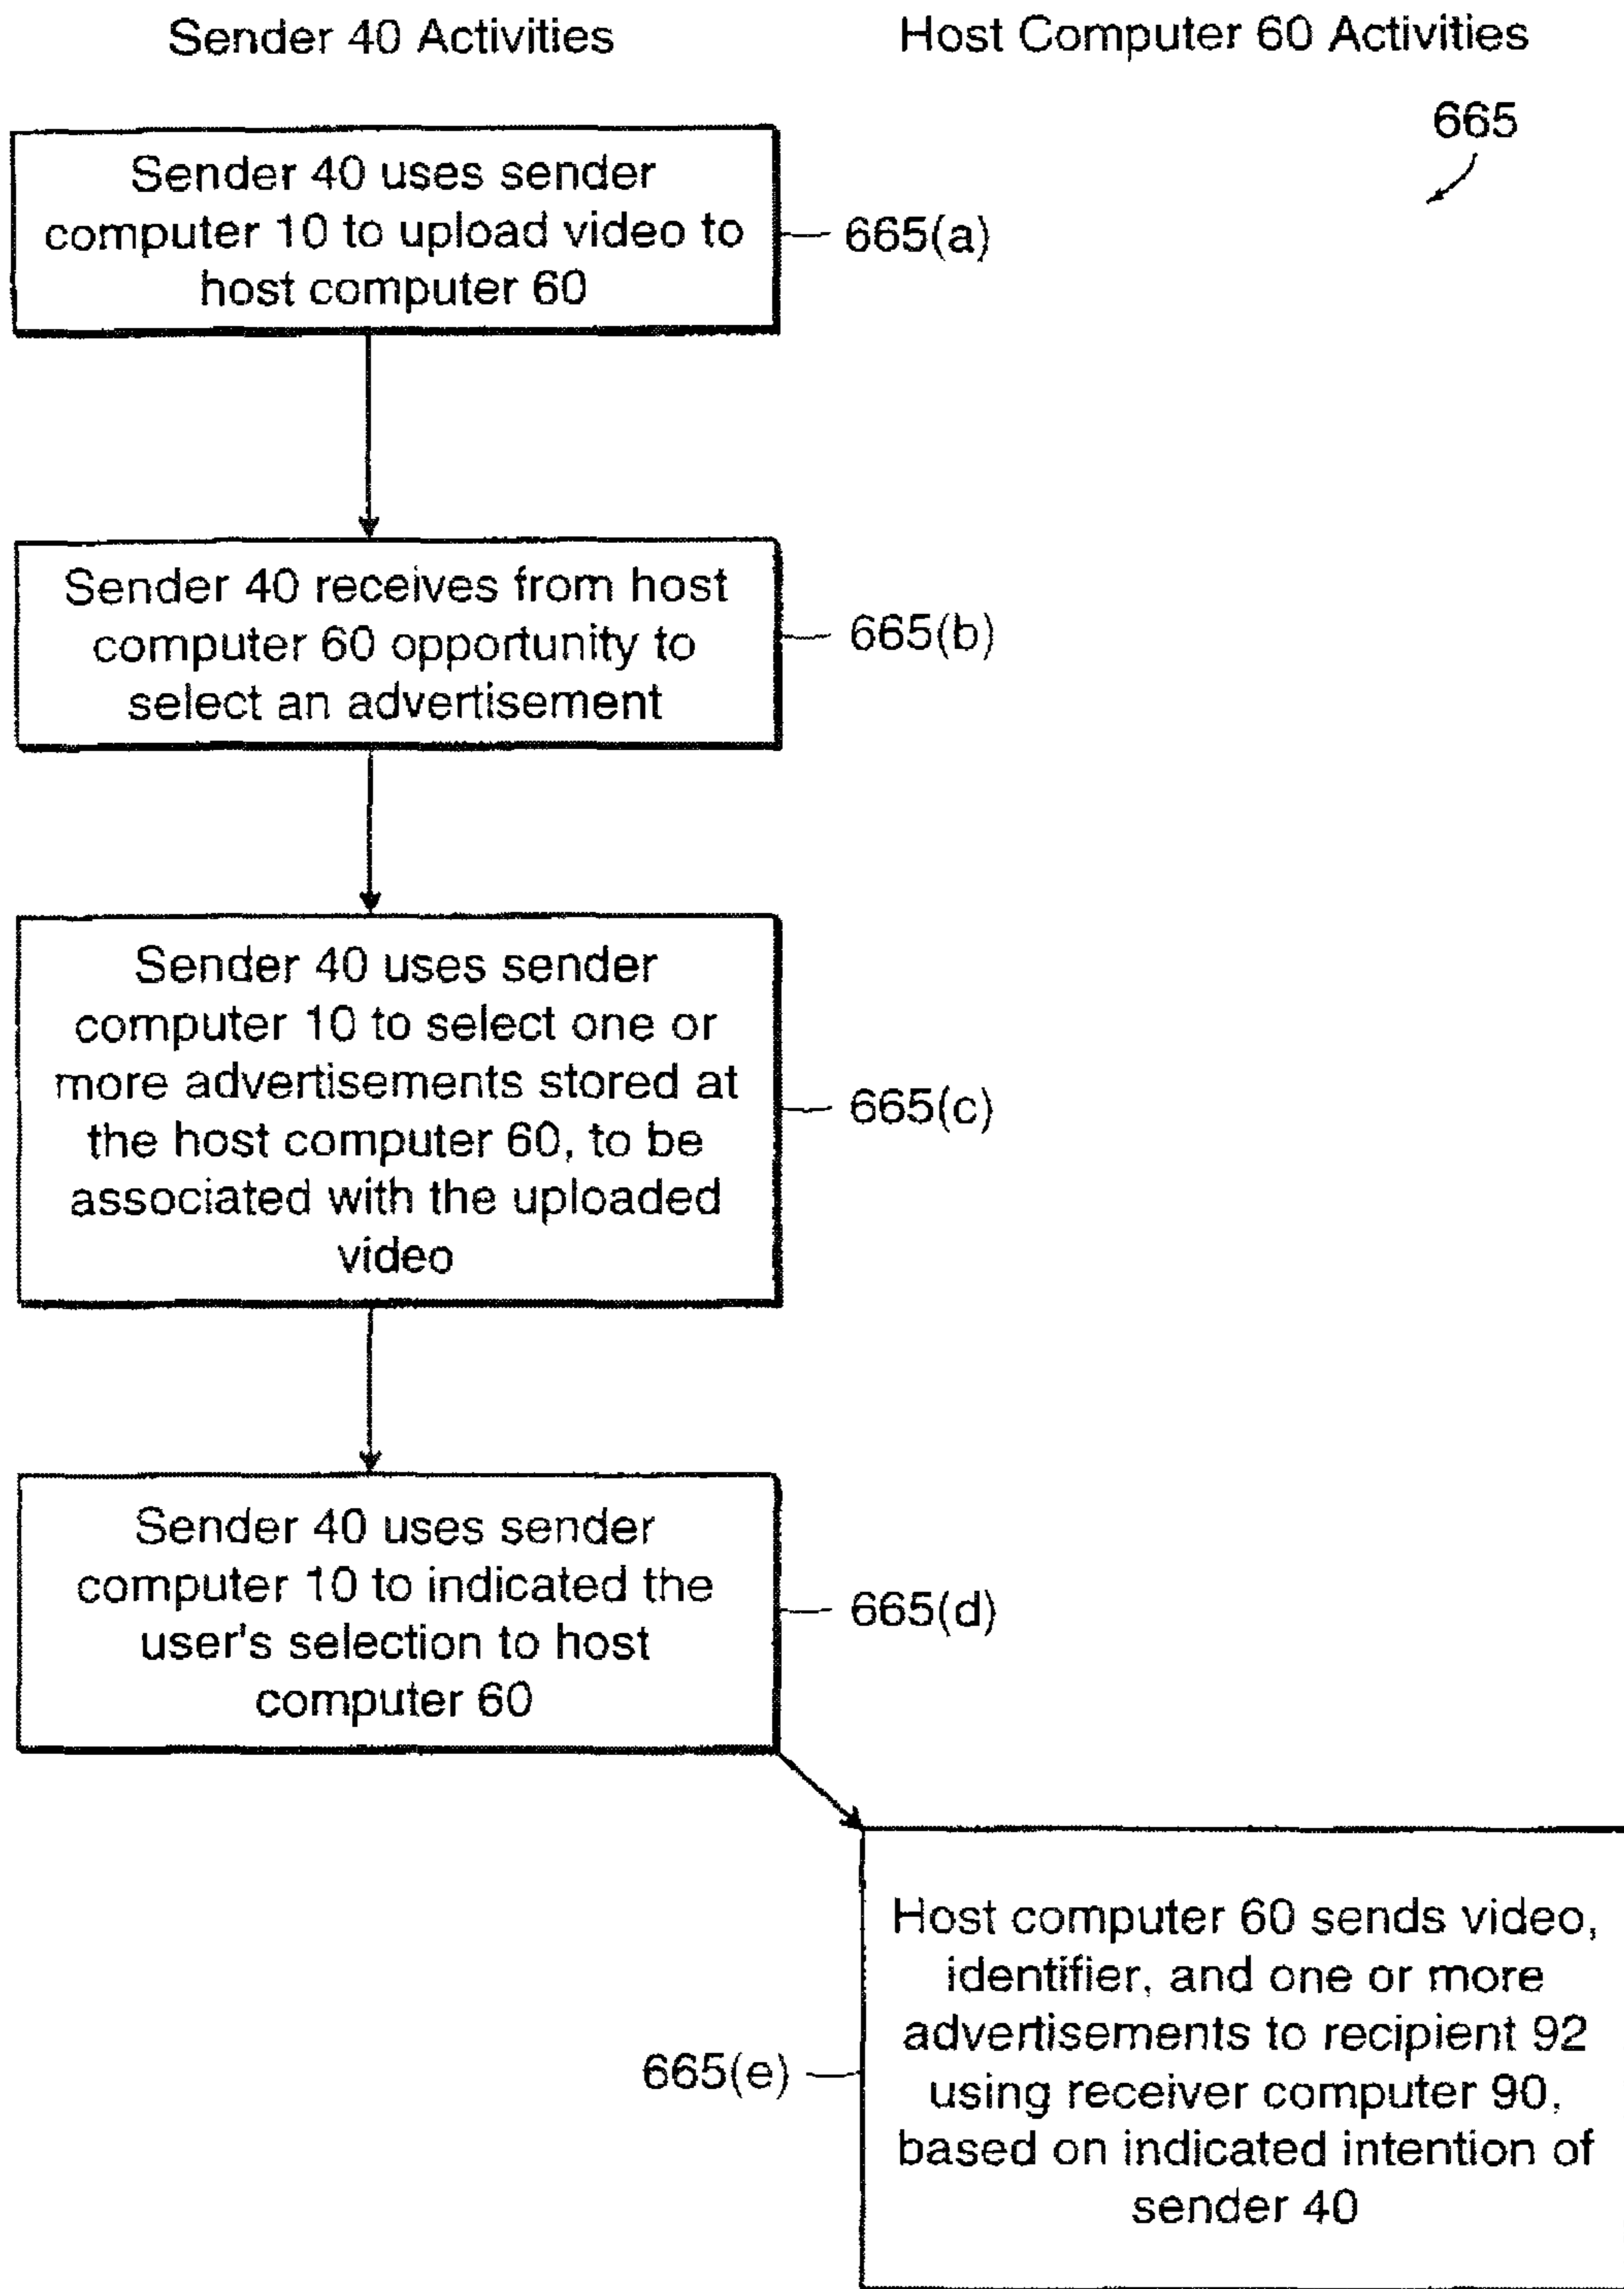 Sender 40 Activities
Host Computer 60 Activities
665
Sender 40 uses sender
computer 10 to upload video to
host computer 60
665(a)
Sender 40 receives from host
computer 60 opportunity to
select an advertisement
665(b)
Sender 40 uses sender
computer 10 to select one or
more advertisements stored at
the host computer 60, to be
associated with the uploaded
video
665(c)
Sender 40 uses sender
computer 10 to indicated the
user's selection to host
computer 60
665(d)
Host computer 60 sends video,
identifier, and one or more
advertisements to recipient 92
using receiver computer 90,
based on indicated intention of
sender 40
665(e)